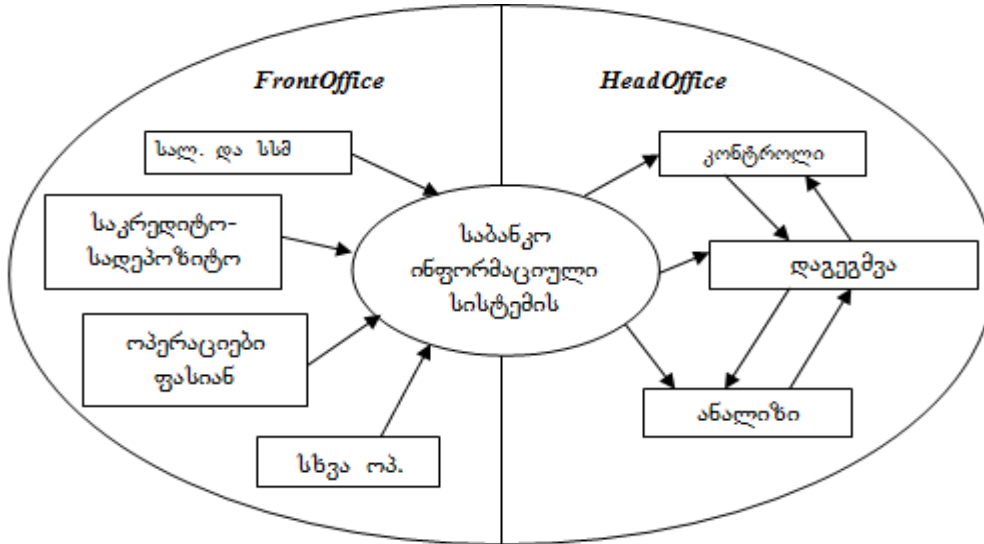 FrontOffice
HeadOffice
სალ. და სსმ
კონტროლი
საკრედიტო-
სადეპოზიტო
საბანკო
ინფორმაციული
სისტემის
დაგეგმვა
ოპერაციები
ფასიან
ანალიზი
სხვა ოპ.